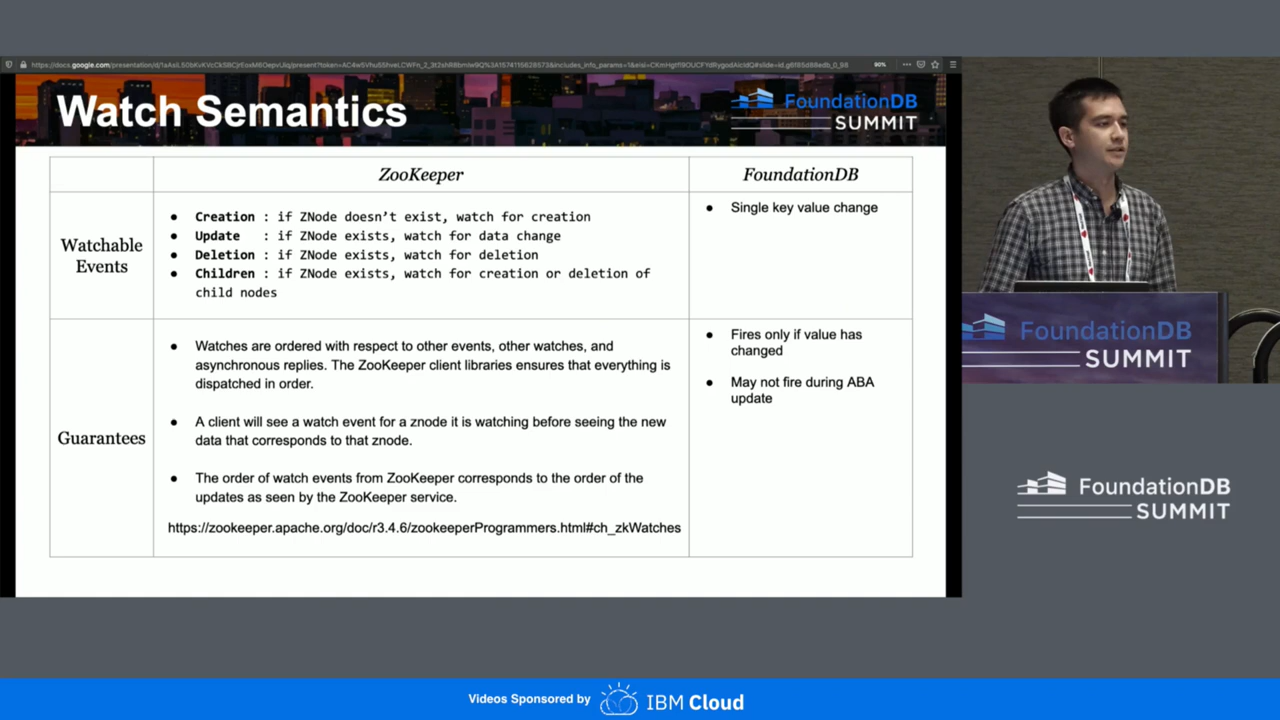 90%
Watch Semantics
FoundationDB
SUMMIT
ZooKeeper
FoundationDB
Watchable
Events
● Creation : if ZNode doesn't exist, watch for creation
● Update : if ZNode exists, watch for data change
● Deletion : if ZNode exists, watch for deletion
● Children : if ZNode exists, watch for creation or deletion of
child nodes
● Single key value change
Guarantees
● Watches are ordered with respect to other events, other watches, and
asynchronous replies. The ZooKeeper client libraries ensures that everything is
dispatched in order.
● A client will see a watch event for a znode it is watching before seeing the new
data that corresponds to that znode.
● The order of watch events from ZooKeeper corresponds to the order of the
updates as seen by the ZooKeeper service.
https://zookeeper.apache.org/doc/r3.4.6/zookeeperProgrammers.html#ch_zkWatches
● Fires only if value has
changed
● May not fire during ABA
update
FoundationDB
SUMMIT
FoundationDB
SUMMIT
Videos Sponsored by
IBM Cloud